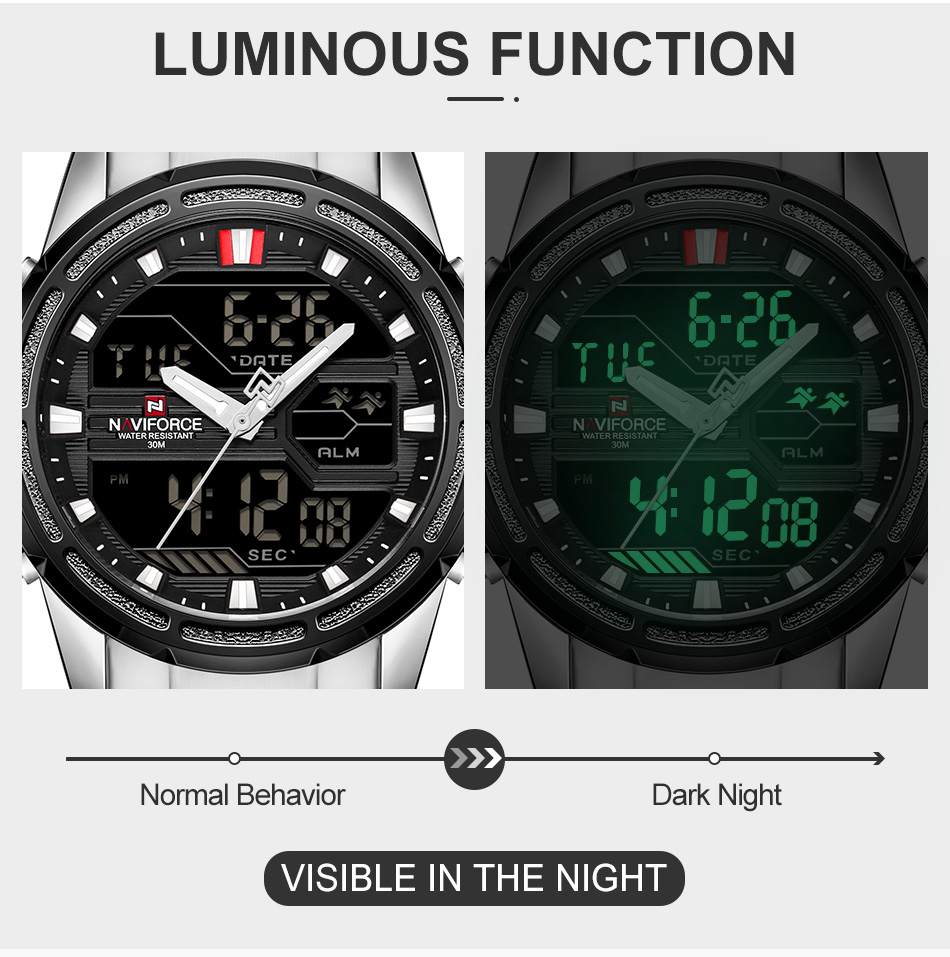 LUMINOUS FUNCTION
6-26
DATE
TUE
NAVIFORCE
WATER RESISTANT
30M
ALM
PM
4:12 08
SEC
6-26
DATE
TUE
NAVIFORCE
WATER RESISTANT
30M
ALM
PM
4:12 08
SEC
Normal Behavior
Dark Night
VISIBLE IN THE NIGHT